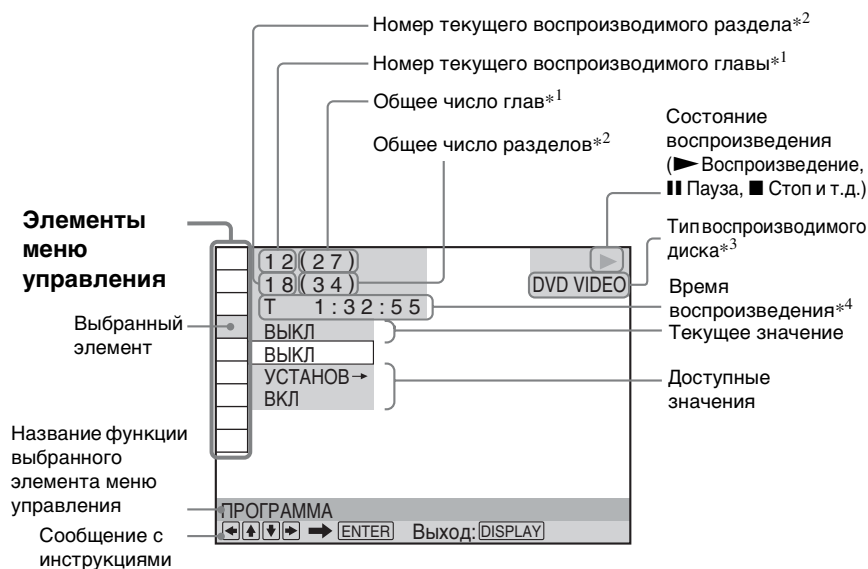 Номер текущего воспроизводимого раздела*2
Номер текущего воспроизводимого главы*1
Общее число глав*1
Общее число разделов*2
Состояние
воспроизведения
(► Воспроизведение,
❚❚ Пауза, ■ Стоп и т.д.)
Элементы
меню
управления
Тип воспроизводимого
диска*3
12(27)
18(34)
DVD VIDEO
T 1:32:55
Время
воспроизведения*4
Выбранный
элемент
ВЫКЛ
Текущее значение
ВЫКЛ
УСТАНОВ→
ВКЛ
Доступные
значения
Название функции
выбранного
элемента меню
управления
ПРОГРАММА
Сообщение с
инструкциями
←↑↓→ ➡ ENTER Выход: DISPLAY